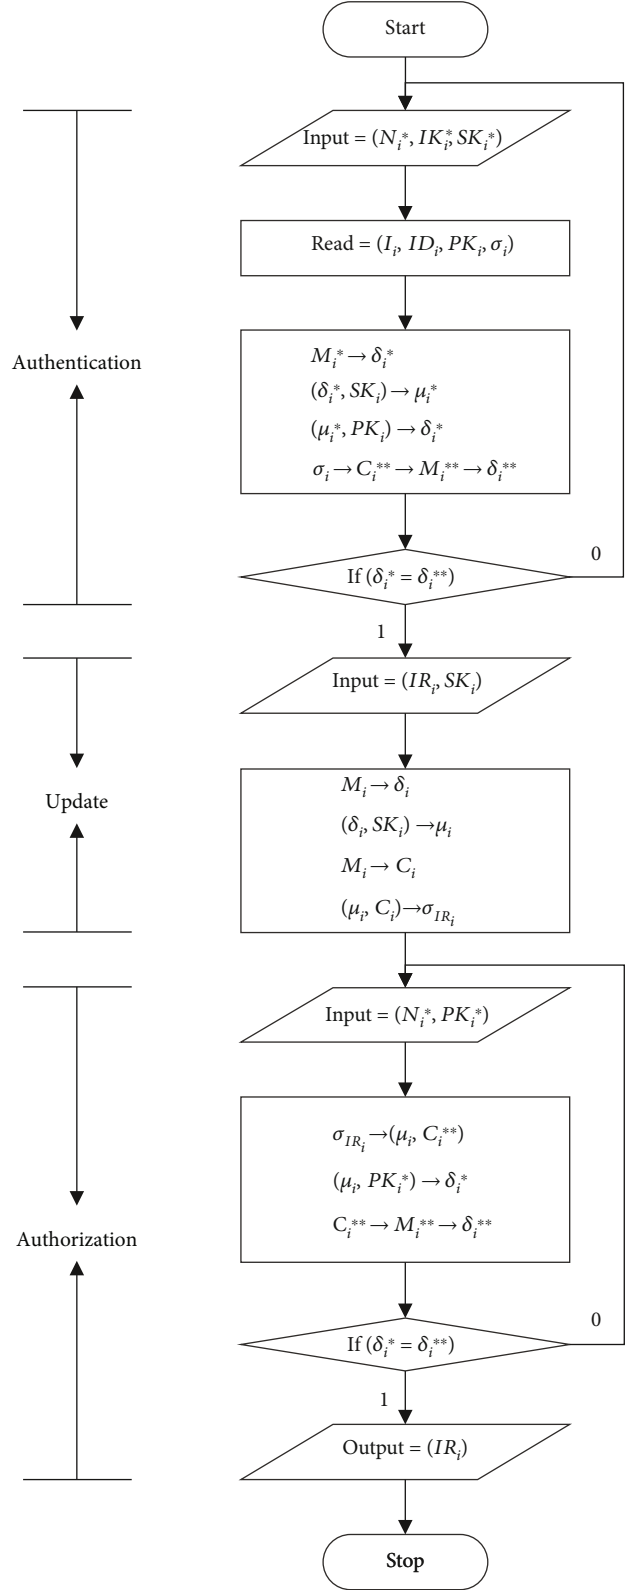 Start
Input = (N_i*, IK_i*, SK_i*)
Read = (I_i, ID_i, PK_i, σ_i)
Authentication
M_i* → δ_i*
(δ_i*, SK_i) → μ_i*
(μ_i*, PK_i) → δ_i*
σ_i → C_i** → M_i** → δ_i**
If (δ_i* = δ_i**)
0
1
Input = (IR_i, SK_i)
Update
M_i → δ_i
(δ_i, SK_i) → μ_i
M_i → C_i
(μ_i, C_i) → σ_IR_i
Input = (N_i*, PK_i*)
Authorization
σ_IR_i → (μ_i, C_i**)
(μ_i, PK_i*) → δ_i*
C_i** → M_i** → δ_i**
If (δ_i* = δ_i**)
0
1
Output = (IR_i)
Stop